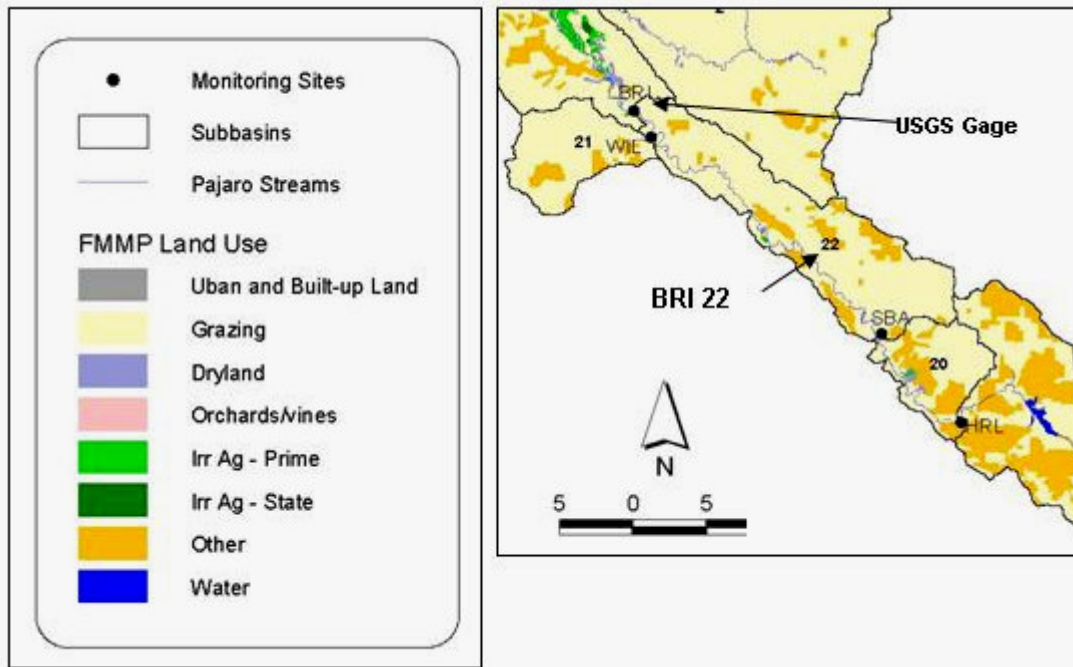 Monitoring Sites
Subbasins
Pajaro Streams
FMMP Land Use
Uban and Built-up Land
Grazing
Dryland
Orchards/vines
Irr Ag - Prime
Irr Ag - State
Other
Water
BRI
USGS Gage
21
WIL
22
BRI 22
SBA
20
HRL
N
5 0 5